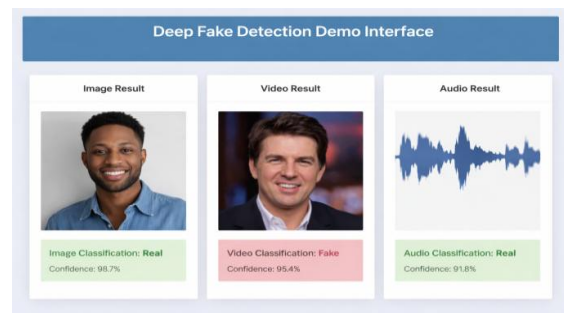 Deep Fake Detection Demo Interface
Image Result
Video Result
Audio Result
Image Classification: Real
Confidence: 98.7%
Video Classification: Fake
Confidence: 95.4%
Audio Classification: Real
Confidence: 91.8%